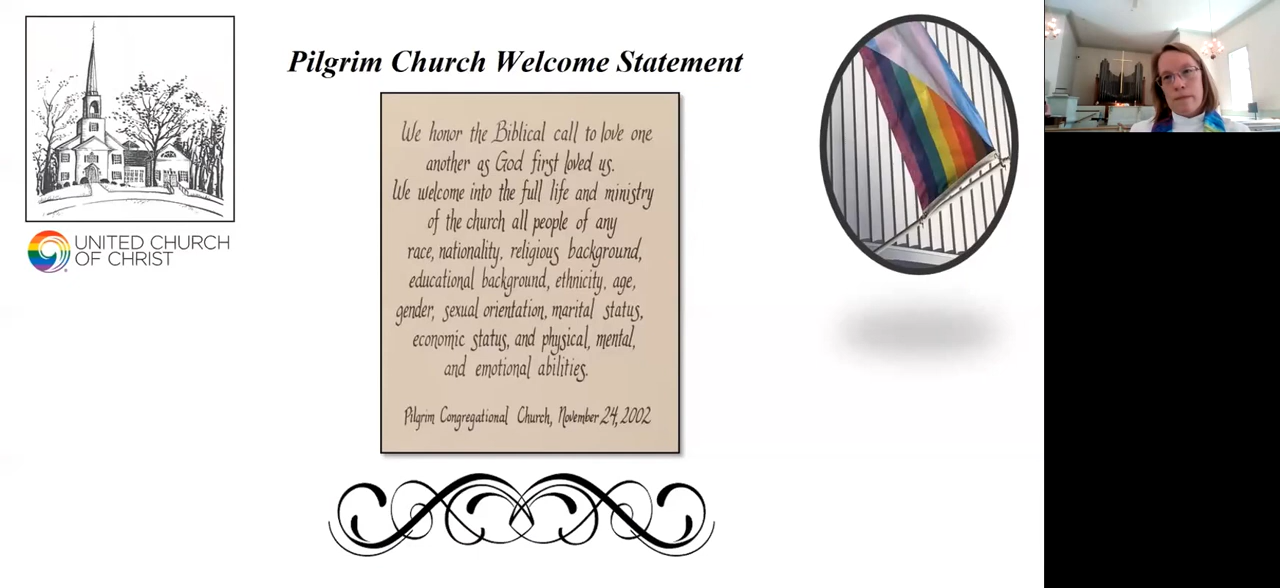 Pilgrim Church Welcome Statement
We honor the Biblical call to love one
another as God first loved us.
We welcome into the full life and ministry
of the church all people of any
race, nationality, religious background,
educational background, ethnicity, age,
gender, sexual orientation, marital status,
economic status, and physical, mental,
and emotional abilities.
Pilgrim Congregational Church, November 24, 2002
UNITED CHURCH
OF CHRIST